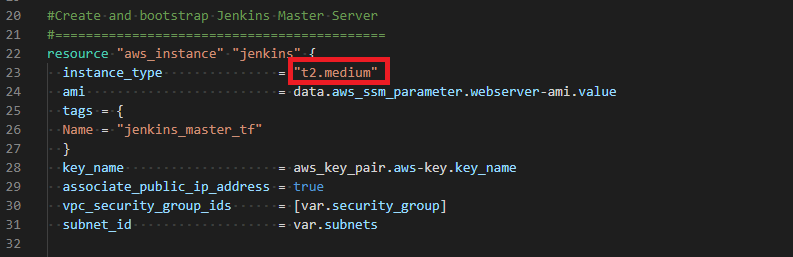 20 #Create and bootstrap Jenkins Master Server
21 #=========================================
22 resource "aws_instance" "jenkins" {
23 instance_type = "t2.medium"
24 ami = data.aws_ssm_parameter.webserver-ami.value
25 tags = {
26 Name = "jenkins_master_tf"
27 }
28 key_name = aws_key_pair.aws-key.key_name
29 associate_public_ip_address = true
30 vpc_security_group_ids = [var.security_group]
31 subnet_id = var.subnets
32